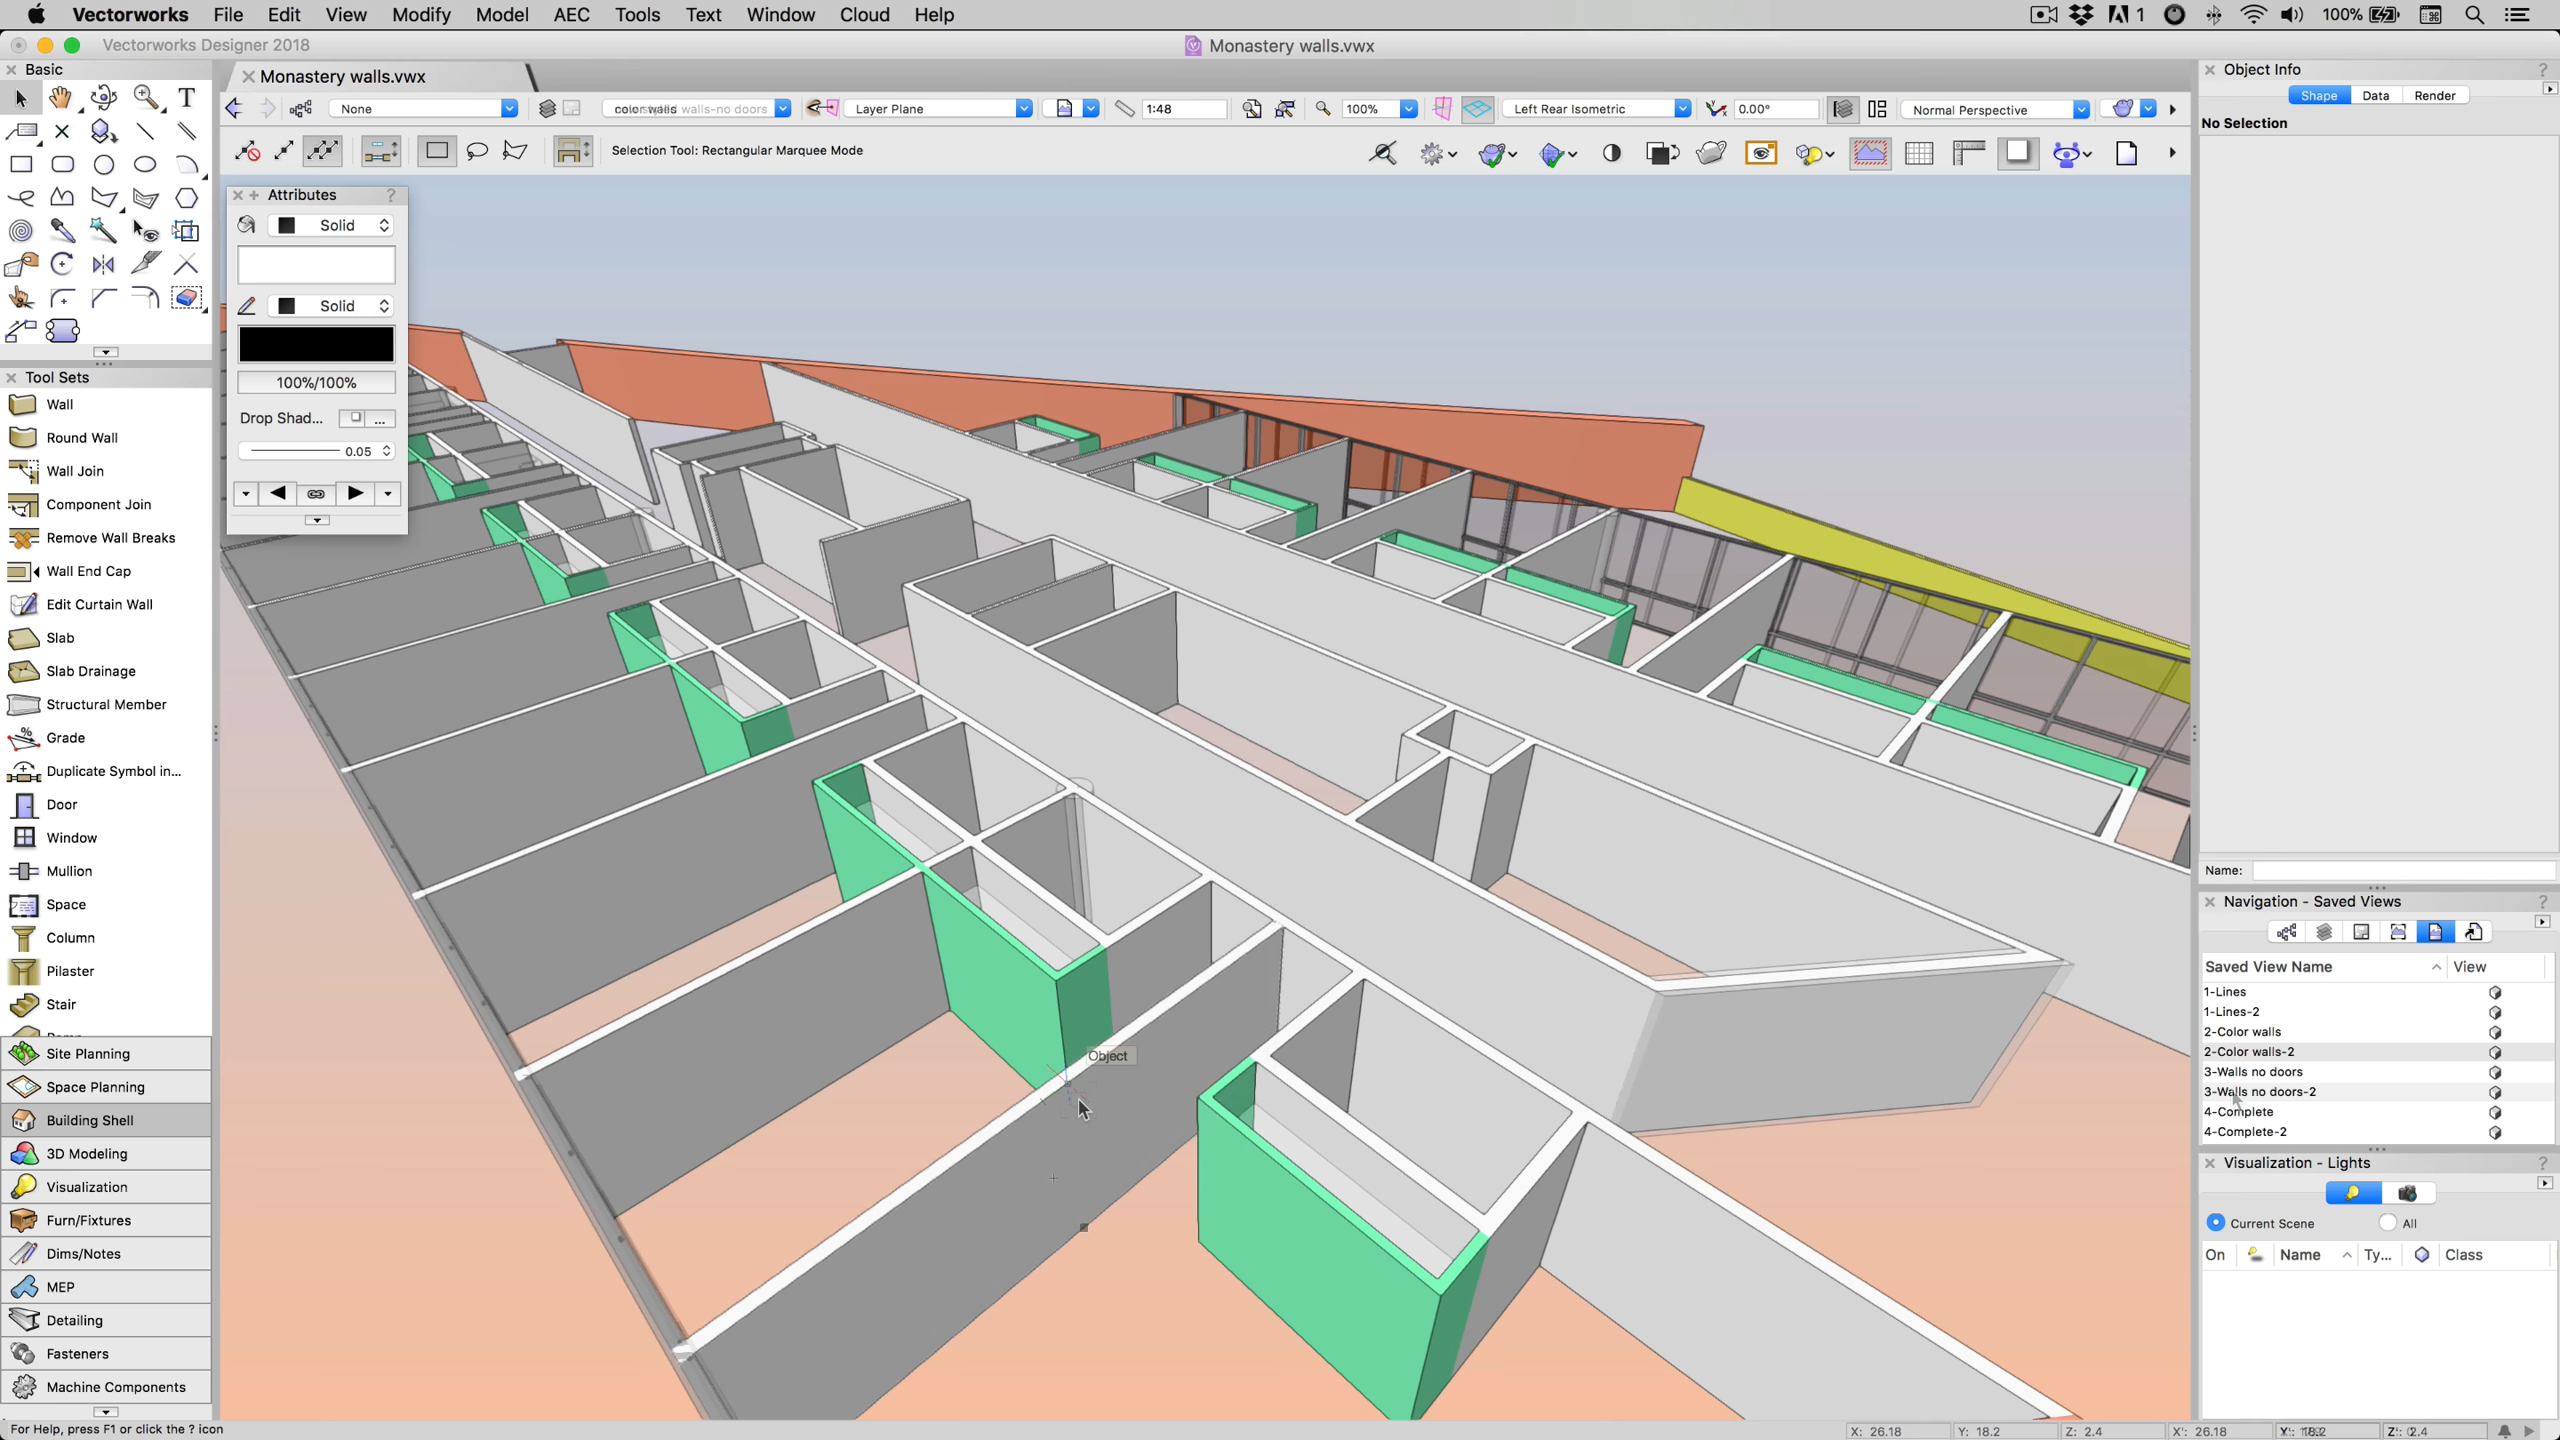 Vectorworks File Edit View Modify Model AEC Tools Text Window Cloud Help 1 100%
Vectorworks Designer 2018 Monastery walls.vwx
Basic
Monastery walls.vwx
None Layer Plane 1:48 100% Left Rear Isometric 0.00° Normal Perspective
Selection Tool: Rectangular Marquee Mode
Attributes ?
Solid
Solid
100%/100%
Drop Shad... ...
0.05
Tool Sets
Wall
Round Wall
Wall Join
Component Join
Remove Wall Breaks
Wall End Cap
Edit Curtain Wall
Slab
Slab Drainage
Structural Member
Grade
Duplicate Symbol in...
Door
Window
Mullion
Space
Column
Pilaster
Stair
Site Planning
Space Planning
Building Shell
3D Modeling
Visualization
Furn/Fixtures
Dims/Notes
MEP
Detailing
Fasteners
Machine Components
For Help, press F1 or click the ? icon
Object
Object Info ?
Shape Data Render
No Selection
Name:
Navigation - Saved Views ?
Saved View Name View
1-Lines
1-Lines-2
2-Color walls
2-Color walls-2
3-Walls no doors
3-Walls no doors-2
4-Complete
4-Complete-2
Visualization - Lights ?
Current Scene All
On Name Ty... Class
X: 26.18 Y: 18.2 Z: 2.4 X': 26.18